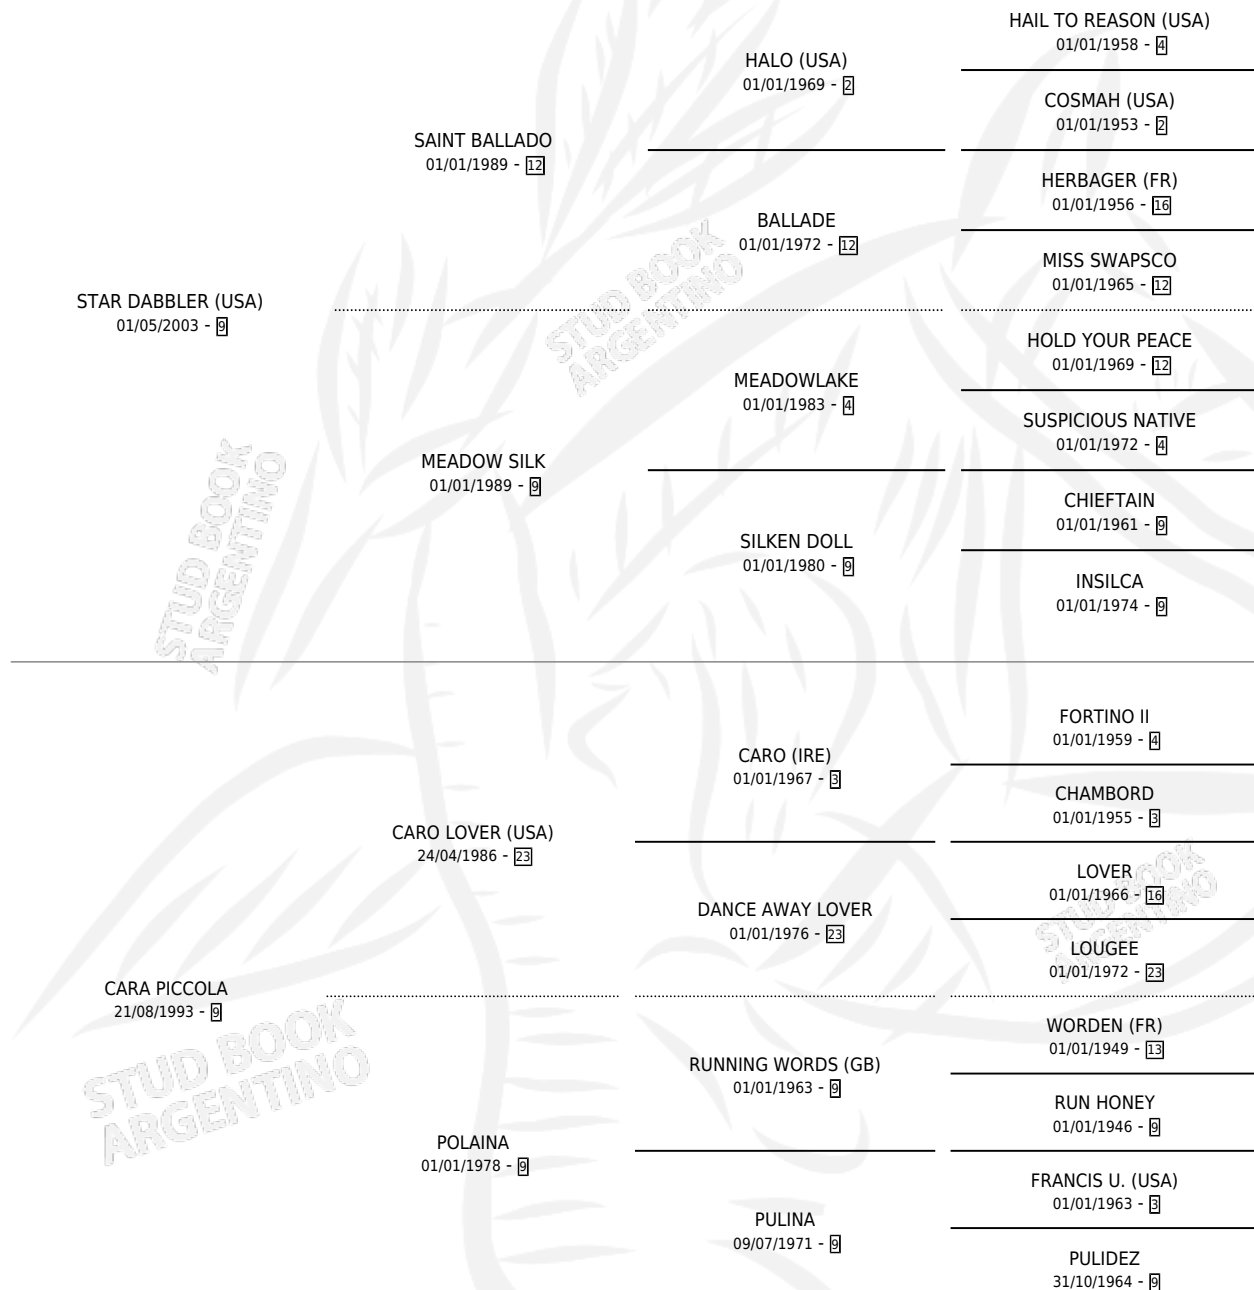 HAIL TO REASON (USA)
01/01/1958 - 4
HALO (USA)
01/01/1969 - 2
COSMAH (USA)
01/01/1953 - 2
SAINT BALLADO
01/01/1989 - 12
HERBAGER (FR)
01/01/1956 - 16
BALLADE
01/01/1972 - 12
MISS SWAPSCO
01/01/1965 - 12
STAR DABBLER (USA)
01/05/2003 - 9
HOLD YOUR PEACE
01/01/1969 - 12
MEADOWLAKE
01/01/1983 - 4
SUSPICIOUS NATIVE
01/01/1972 - 4
MEADOW SILK
01/01/1989 - 9
CHIEFTAIN
01/01/1961 - 9
SILKEN DOLL
01/01/1980 - 9
INSILCA
01/01/1974 - 9
FORTINO II
01/01/1959 - 4
CARO (IRE)
01/01/1967 - 3
CHAMBORD
01/01/1955 - 3
CARO LOVER (USA)
24/04/1986 - 23
LOVER
01/01/1966 - 16
DANCE AWAY LOVER
01/01/1976 - 23
LOUGEE
01/01/1972 - 23
CARA PICCOLA
21/08/1993 - 9
WORDEN (FR)
01/01/1949 - 13
RUNNING WORDS (GB)
01/01/1963 - 9
RUN HONEY
01/01/1946 - 9
POLAINA
01/01/1978 - 9
FRANCIS U. (USA)
01/01/1963 - 3
PULINA
09/07/1971 - 9
PULIDEZ
31/10/1964 - 9
STUD BOOK
ARGENTINO
STUD BOOK
ARGENTINO
STUD BOOK
ARGENTINO
STUD BOOK
ARGENTINO